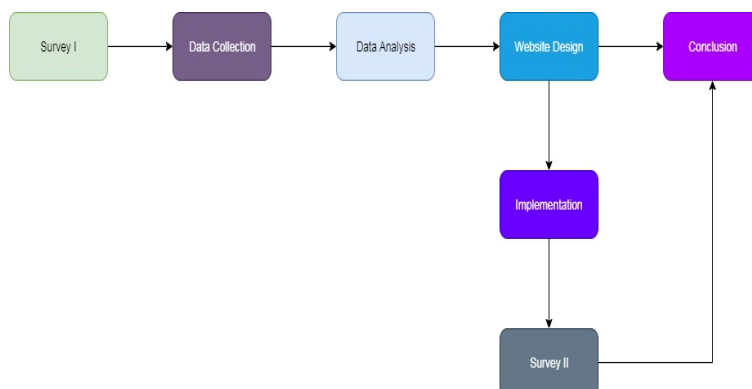 Survey I
Data Collection
Data Analysis
Website Design
Conclusion
Implementation
Survey II